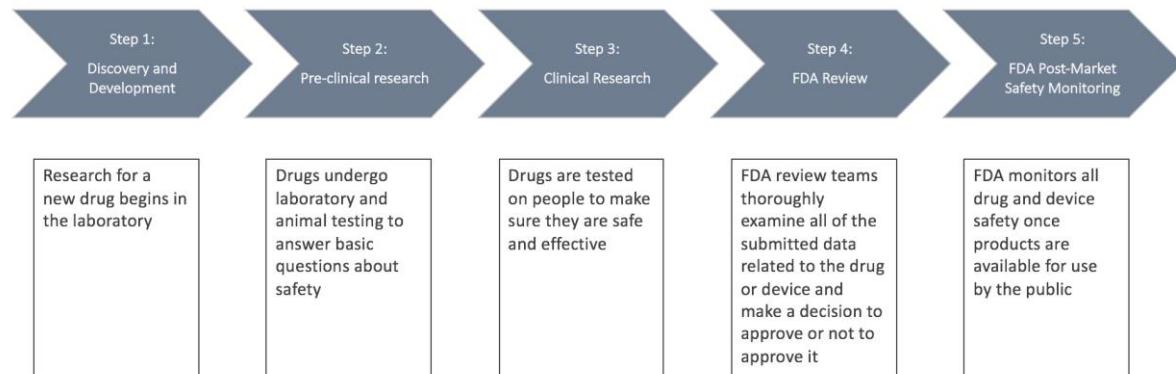 Step 1:
Discovery and
Development
Step 2:
Pre-clinical research
Step 3:
Clinical Research
Step 4:
FDA Review
Step 5:
FDA Post-Market
Safety Monitoring
Research for a
new drug begins in
the laboratory
Drugs undergo
laboratory and
animal testing to
answer basic
questions about
safety
Drugs are tested
on people to make
sure they are safe
and effective
FDA review teams
thoroughly
examine all of the
submitted data
related to the drug
or device and
make a decision to
approve or not to
approve it
FDA monitors all
drug and device
safety once
products are
available for use
by the public